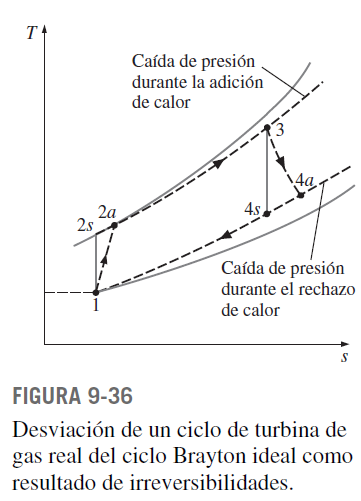 T
Caída de presión
durante la adición
de calor
3
2a
2s
4a
4s
Caída de presión
durante el rechazo
de calor
1
s
FIGURA 9-36
Desviación de un ciclo de turbina de
gas real del ciclo Brayton ideal como
resultado de irreversibilidades.